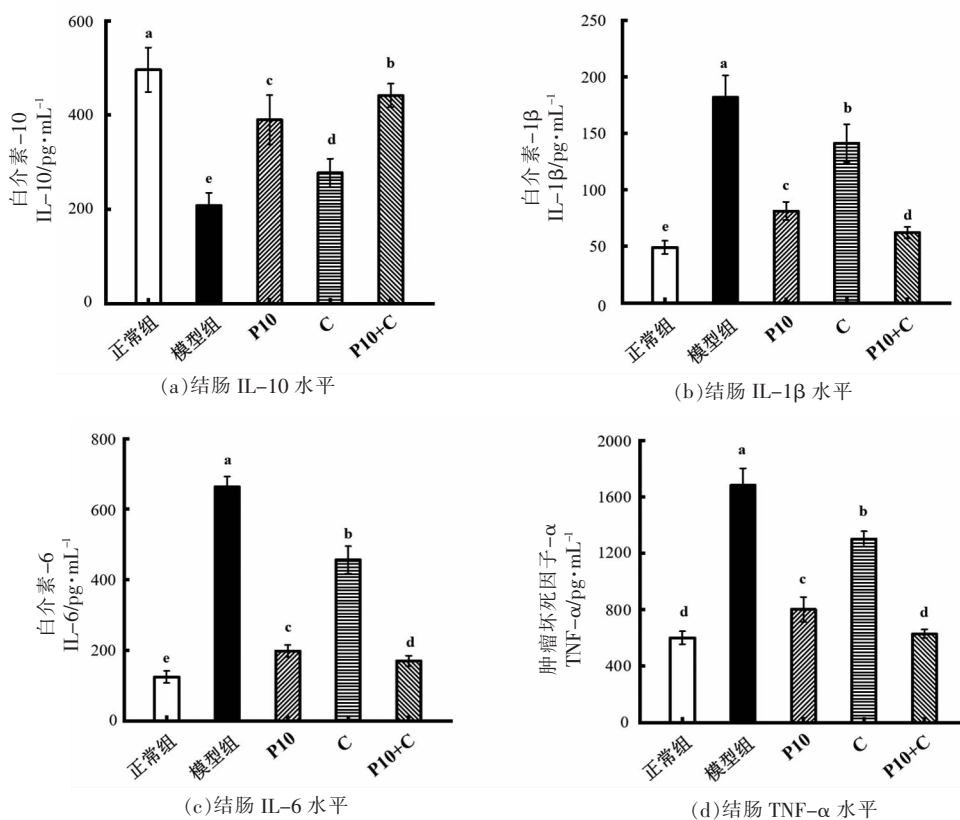 白介素-10
IL-10/pg·mL⁻¹
600
400
200
0
a
e
c
d
b
正常组
模型组
P10
C
P10+C
(a)结肠 IL-10 水平
白介素-1β
IL-1β/pg·mL⁻¹
250
200
150
100
50
0
e
a
c
b
d
正常组
模型组
P10
C
P10+C
(b)结肠 IL-1β 水平
白介素-6
IL-6/pg·mL⁻¹
800
600
400
200
0
e
a
c
b
d
正常组
模型组
P10
C
P10+C
(c)结肠 IL-6 水平
肿瘤坏死因子-α
TNF-α/pg·mL⁻¹
2000
1600
1200
800
400
0
d
a
c
b
d
正常组
模型组
P10
C
P10+C
(d)结肠 TNF-α 水平